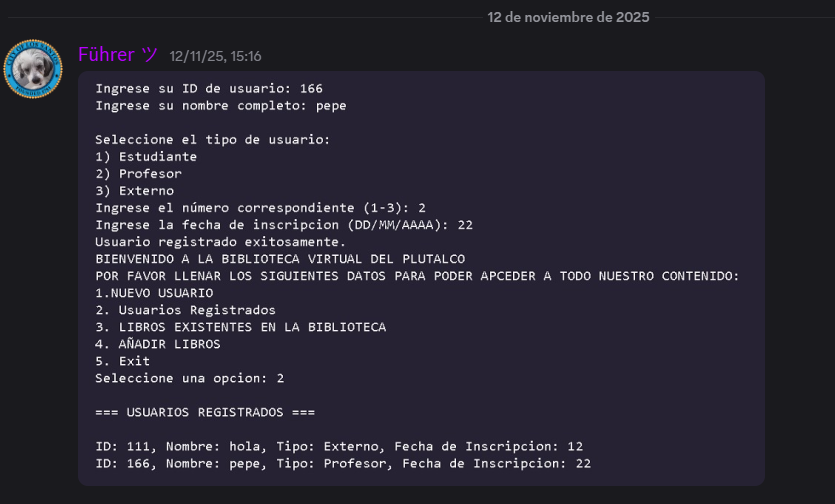 12 de noviembre de 2025
Führer ツ 12/11/25, 15:16
Ingrese su ID de usuario: 166
Ingrese su nombre completo: pepe
Seleccione el tipo de usuario:
1) Estudiante
2) Profesor
3) Externo
Ingrese el número correspondiente (1-3): 2
Ingrese la fecha de inscripcion (DD/MM/AAAA): 22
Usuario registrado exitosamente.
BIENVENIDO A LA BIBLIOTECA VIRTUAL DEL PLUTALCO
POR FAVOR LLENAR LOS SIGUIENTES DATOS PARA PODER APCEDER A TODO NUESTRO CONTENIDO:
1.NUEVO USUARIO
2. Usuarios Registrados
3. LIBROS EXISTENTES EN LA BIBLIOTECA
4. AÑADIR LIBROS
5. Exit
Seleccione una opcion: 2
=== USUARIOS REGISTRADOS ===
ID: 111, Nombre: hola, Tipo: Externo, Fecha de Inscripcion: 12
ID: 166, Nombre: pepe, Tipo: Profesor, Fecha de Inscripcion: 22